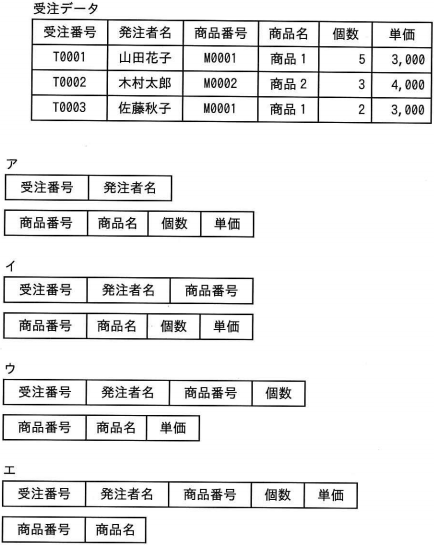 受注データ
受注番号 発注者名 商品番号 商品名 個数 単価
T0001 山田花子 M0001 商品1 5 3,000
T0002 木村太郎 M0002 商品2 3 4,000
T0003 佐藤秋子 M0001 商品1 2 3,000
ア
受注番号 発注者名
商品番号 商品名 個数 単価
イ
受注番号 発注者名 商品番号
商品番号 商品名 個数 単価
ウ
受注番号 発注者名 商品番号 個数
商品番号 商品名 単価
エ
受注番号 発注者名 商品番号 個数 単価
商品番号 商品名